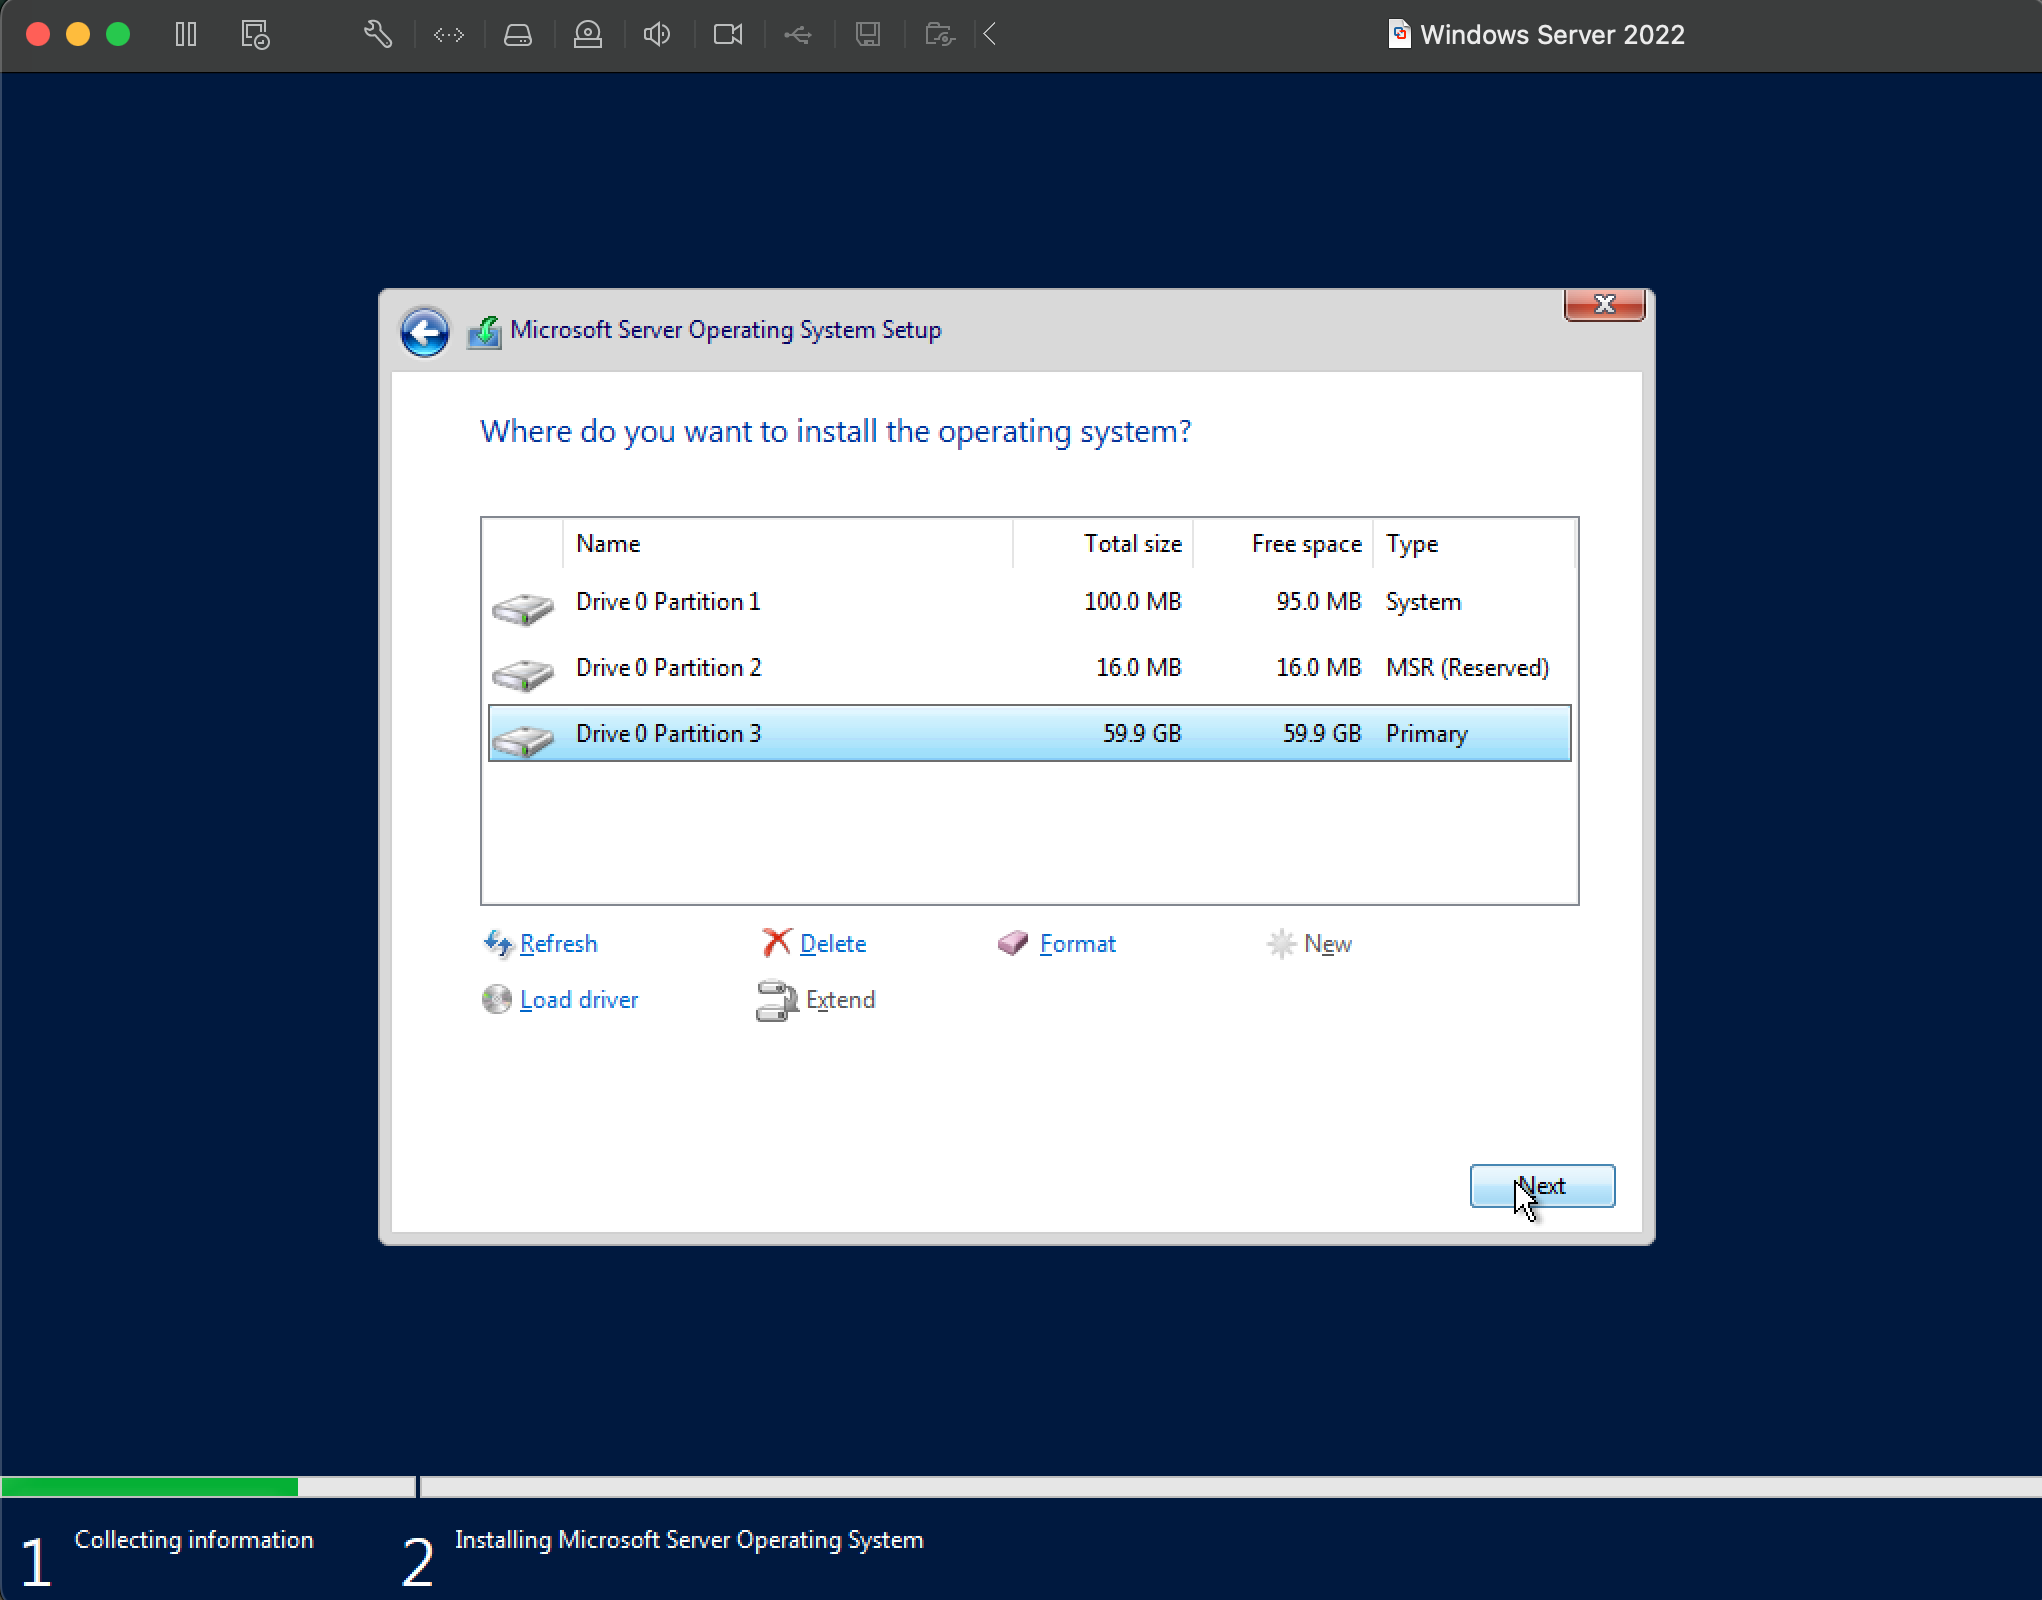 Windows Server 2022
Microsoft Server Operating System Setup
Where do you want to install the operating system?
Name Total size Free space Type
Drive 0 Partition 1 100.0 MB 95.0 MB System
Drive 0 Partition 2 16.0 MB 16.0 MB MSR (Reserved)
Drive 0 Partition 3 59.9 GB 59.9 GB Primary
Refresh Delete Format New
Load driver Extend
Next
1 Collecting information 2 Installing Microsoft Server Operating System